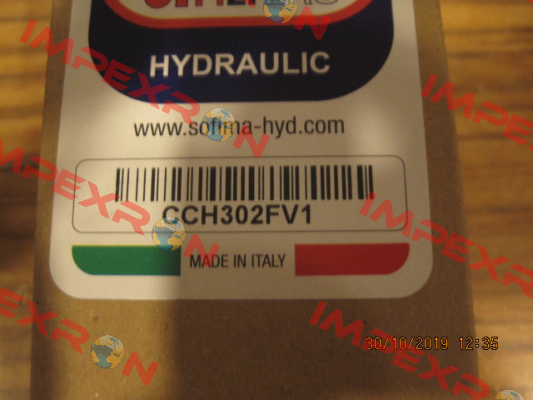 HYDRAULIC
www.sofima-hyd.com
CCH302FV1
MADE IN ITALY
30/10/2019 12:35
IMPEXRON
IMPEXRON
IMPEXRON
IMPEXRON